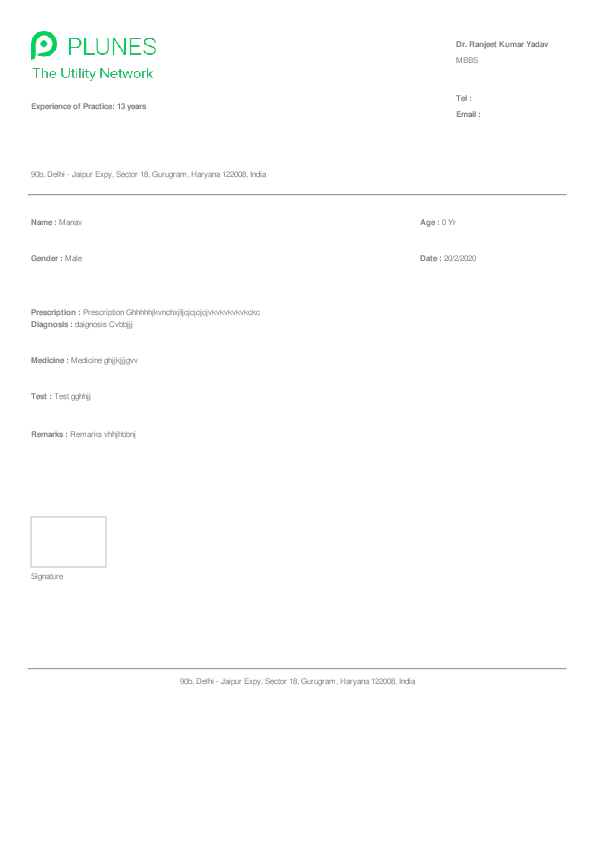 PLUNES
The Utility Network
Dr. Ranjeet Kumar Yadav
MBBS
Tel :
Email :
Experience of Practice: 13 years
90b, Delhi - Jaipur Expy, Sector 18, Gurugram, Haryana 122008, India
Name : Manav
Age : 0 Yr
Gender : Male
Date : 20/2/2020
Diagnosis : daignosis Cvbbjjj
Medicine : Medicine ghjjkjjjgvv
Test : Test gghhjj
Remarks : Remarks vhhjhbbnj
Signature
90b, Delhi - Jaipur Expy, Sector 18, Gurugram, Haryana 122008, India